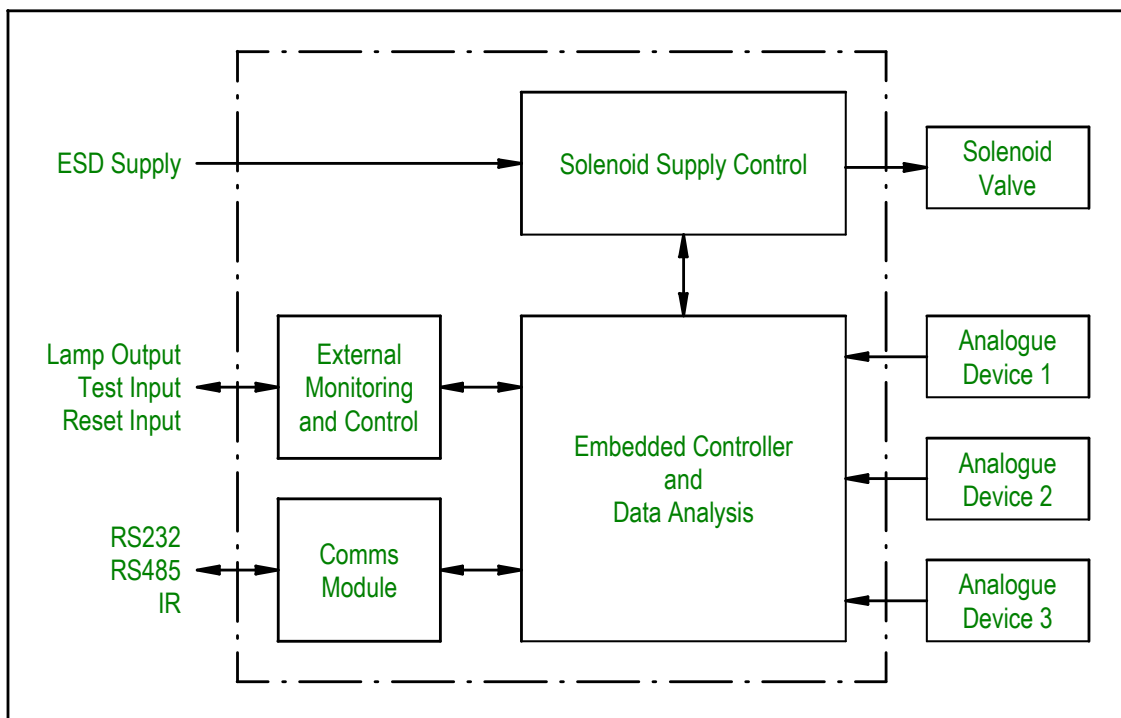 ESD Supply
Solenoid Supply Control
Solenoid
Valve
Lamp Output
Test Input
Reset Input
External
Monitoring
and Control
Embedded Controller
and
Data Analysis
Analogue
Device 1
Analogue
Device 2
Analogue
Device 3
RS232
RS485
IR
Comms
Module